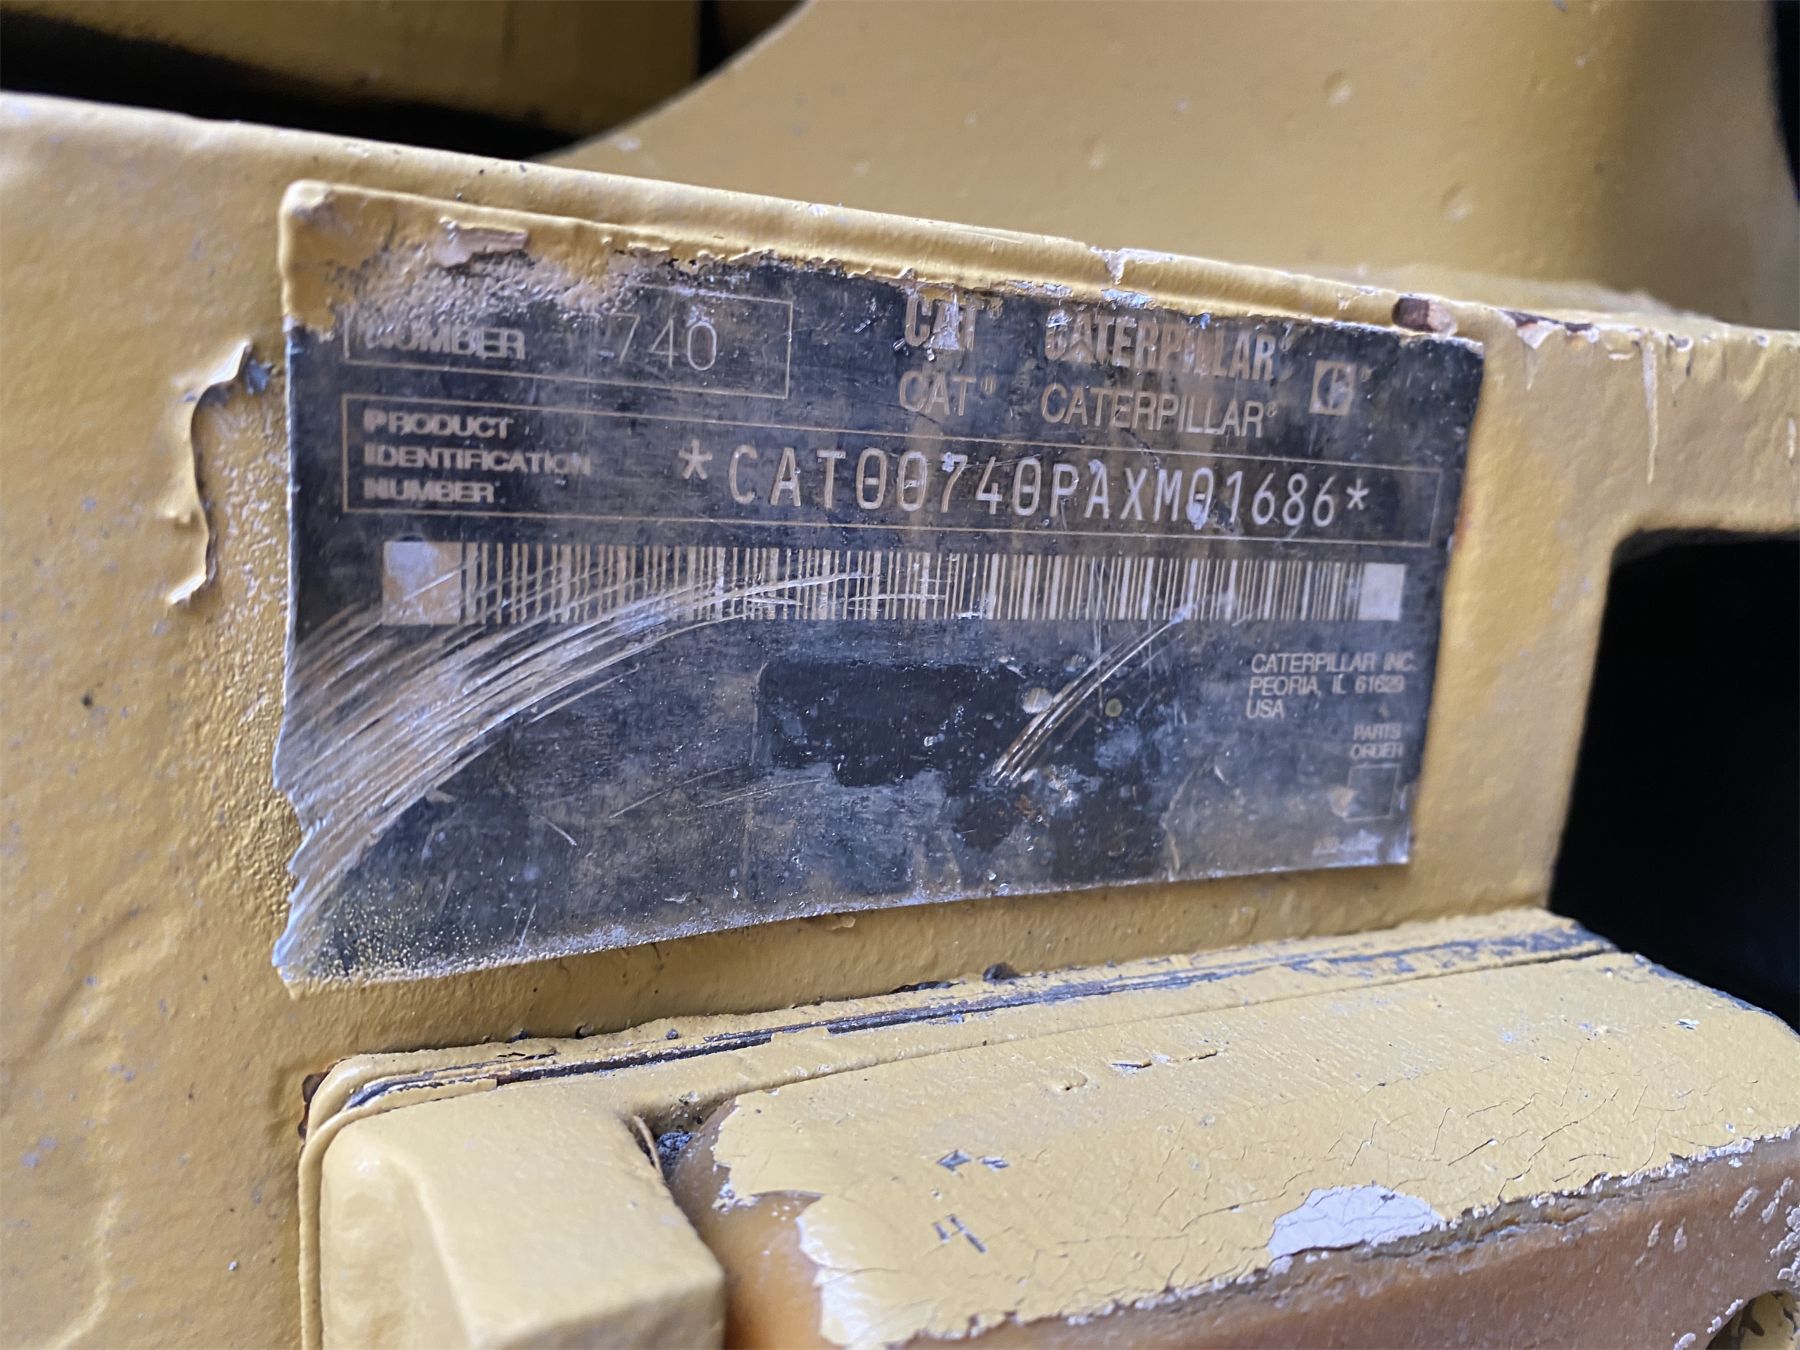 NUMBER 740
CAT® CATERPILLAR®
CAT® CATERPILLAR®
PRODUCT
IDENTIFICATION
NUMBER
*CAT00740PAXM01686*
CATERPILLAR INC.
PEORIA, IL 61629
USA
PARTS
ORDER